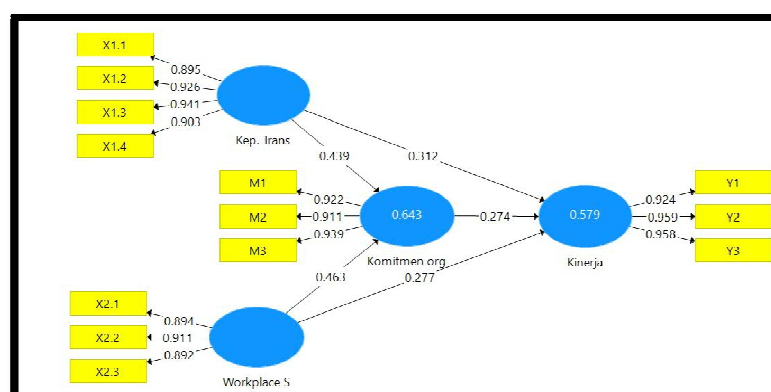 X1.1
0.895
X1.2
0.926
0.941
X1.3
0.903
X1.4
Kep. Trans
0.439
0.312
M1
0.922
M2
0.911
M3
0.939
0.643
0.274
0.579
Komitmen org
Kinerja
0.924
Y1
0.959
Y2
0.958
Y3
0.463
0.277
X2.1
0.894
X2.2
0.911
0.892
X2.3
Workplace S